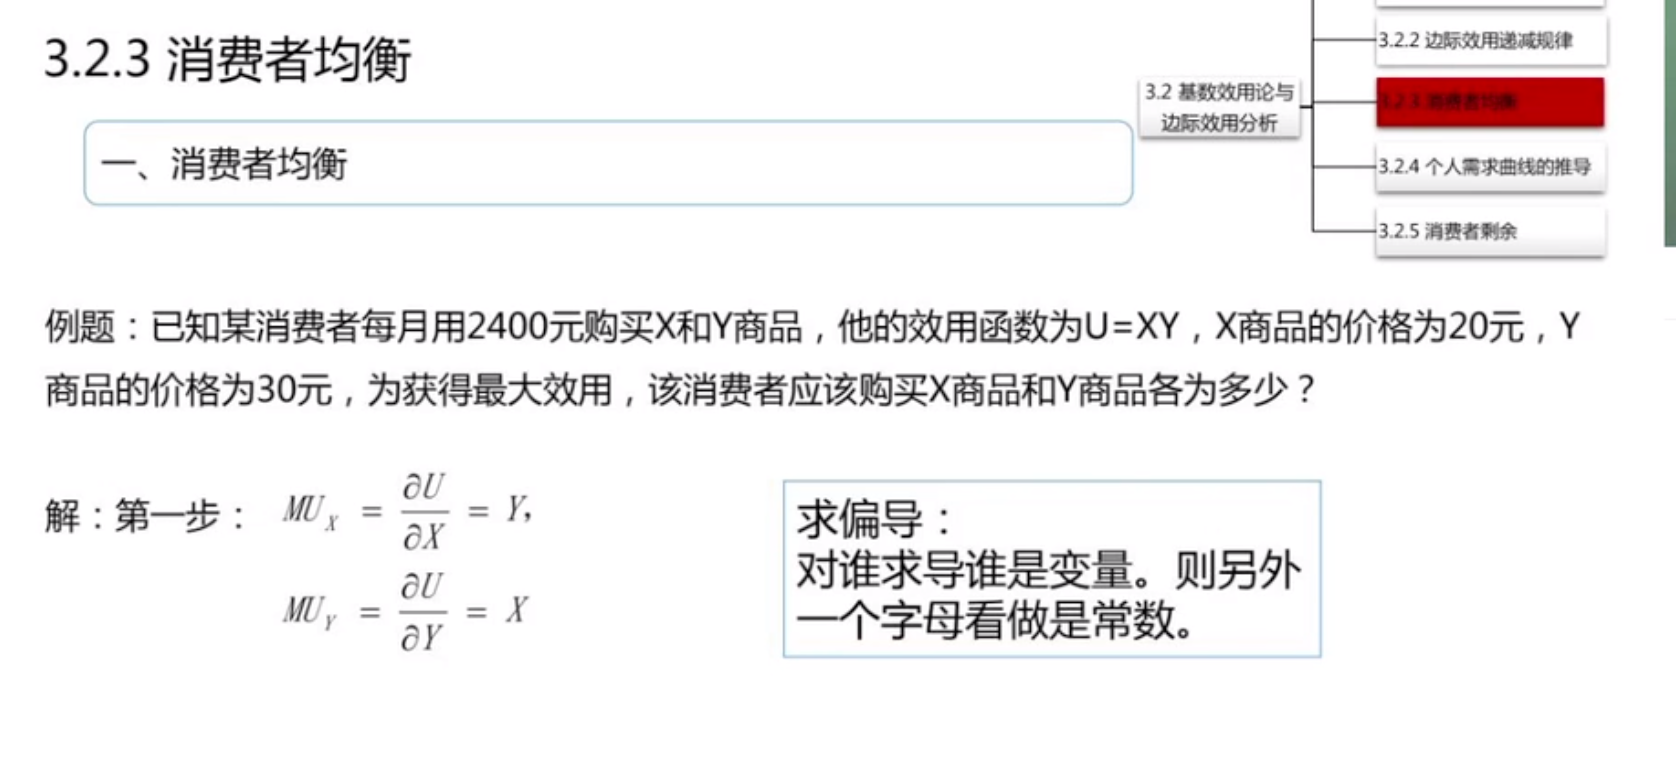 3.2.3 消费者均衡
一、消费者均衡
3.2 基数效用论与
边际效用分析
3.2.2 边际效用递减规律
3.2.3 消费者均衡
3.2.4 个人需求曲线的推导
3.2.5 消费者剩余
例题：已知某消费者每月用2400元购买X和Y商品，他的效用函数为U=XY，X商品的价格为20元，Y
商品的价格为30元，为获得最大效用，该消费者应该购买X商品和Y商品各为多少？
解：第一步： MU_X = ∂U/∂X = Y,
MU_Y = ∂U/∂Y = X
求偏导：
对谁求导谁是变量。则另外
一个字母看做是常数。